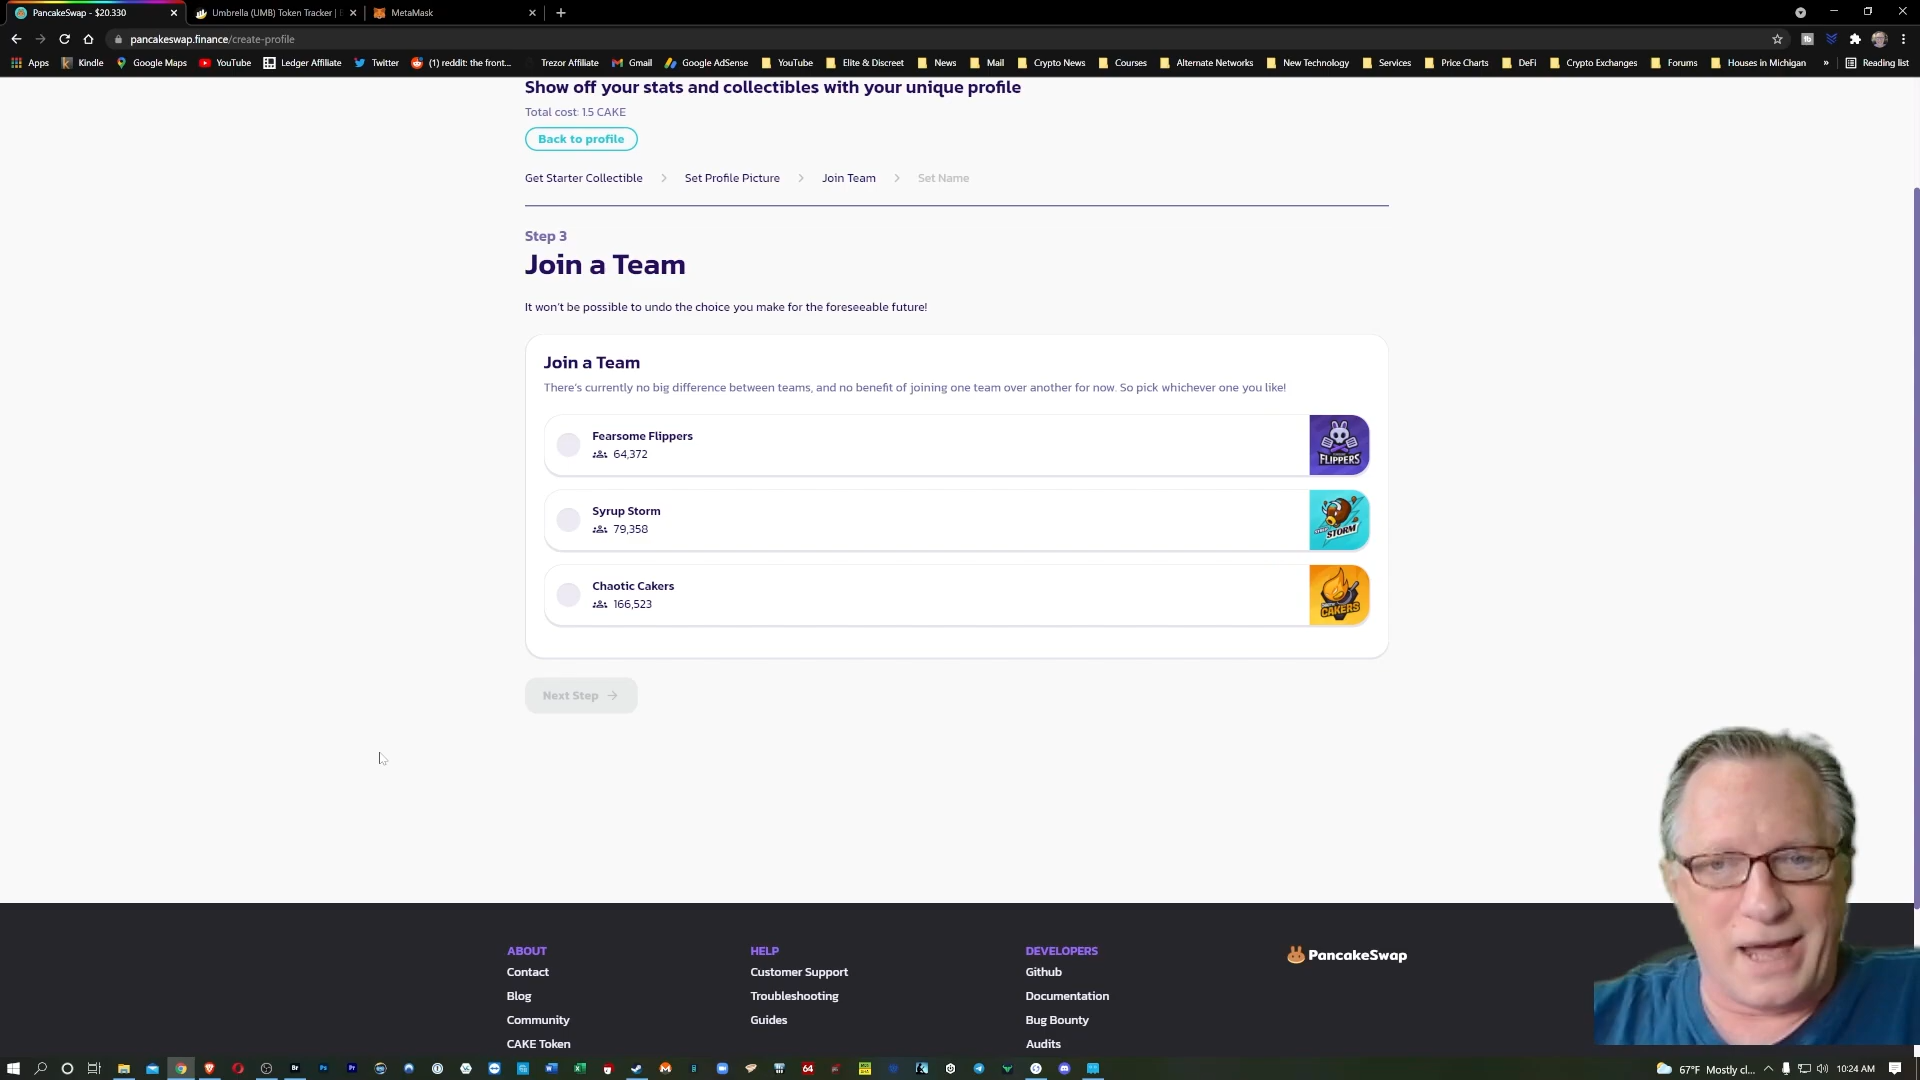 PancakeSwap - $20.330
Umbrella (UMB) Token Tracker |
MetaMask
pancakeswap.finance/create-profile
Apps
Kindle
Google Maps
YouTube
Ledger Affiliate
Twitter
(1) reddit: the front...
Trezor Affiliate
Gmail
Google AdSense
YouTube
Elite & Discreet
News
Mail
Crypto News
Courses
Alternate Networks
New Technology
Services
Price Charts
DeFi
Crypto Exchanges
Forums
Houses in Michigan
»
Reading list
Show off your stats and collectibles with your unique profile
Total cost: 1.5 CAKE
Back to profile
Get Starter Collectible
Set Profile Picture
Join Team
Set Name
Step 3
Join a Team
It won't be possible to undo the choice you make for the foreseeable future!
Join a Team
There's currently no big difference between teams, and no benefit of joining one team over another for now. So pick whichever one you like!
Fearsome Flippers
64,372
FLIPPERS
Syrup Storm
79,358
STORM
Chaotic Cakers
166,523
CAKERS
Next Step
ABOUT
Contact
Blog
Community
CAKE Token
HELP
Customer Support
Troubleshooting
Guides
DEVELOPERS
Github
Documentation
Bug Bounty
Audits
PancakeSwap
67°F Mostly cl...
10:24 AM